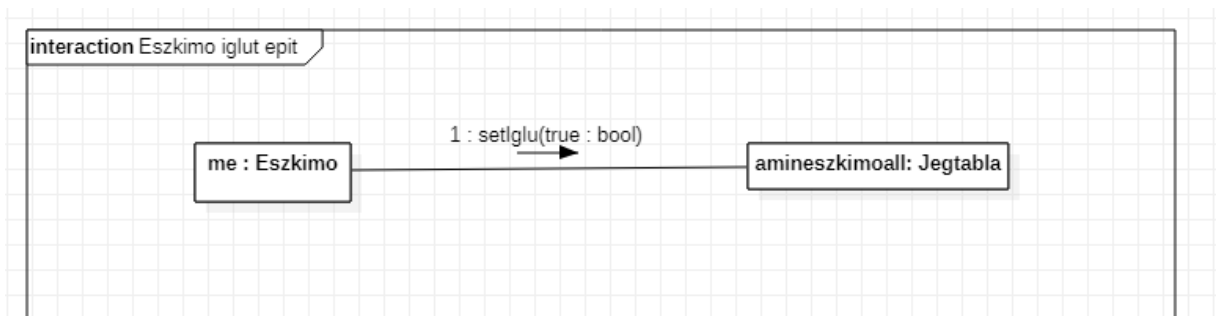 interaction Eszkimo iglut epit
1 : setIglu(true : bool)
me : Eszkimo
amineszkimoall: Jegtabla